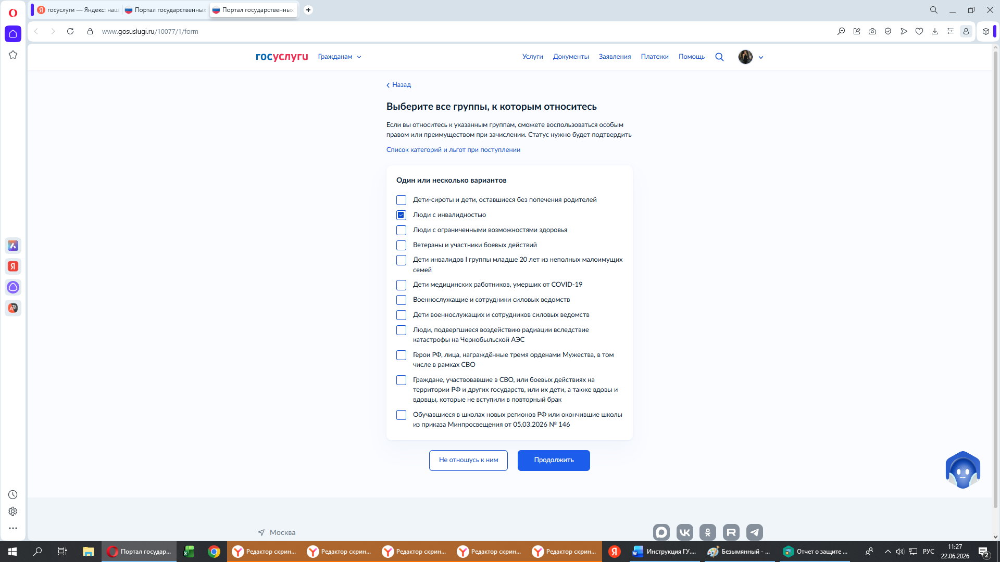 госуслуги — Яндекс: наш
Портал государственных
Портал государственных
www.gosuslugi.ru/10077/1/form
госуслуги
Гражданам
Услуги
Документы
Заявления
Платежи
Помощь
Назад
Выберите все группы, к которым относитесь
Если вы относитесь к указанным группам, сможете воспользоваться особым
правом или преимуществом при зачислении. Статус нужно будет подтвердить
Список категорий и льгот при поступлении
Один или несколько вариантов
Дети-сироты и дети, оставшиеся без попечения родителей
Люди с инвалидностью
Люди с ограниченными возможностями здоровья
Ветераны и участники боевых действий
Дети инвалидов I группы младше 20 лет из неполных малоимущих
семей
Дети медицинских работников, умерших от COVID-19
Военнослужащие и сотрудники силовых ведомств
Дети военнослужащих и сотрудников силовых ведомств
Люди, подвергшиеся воздействию радиации вследствие
катастрофы на Чернобыльской АЭС
Герои РФ, лица, награждённые тремя орденами Мужества, в том
числе в рамках СВО
Граждане, участвовавшие в СВО, или боевых действиях на
территории РФ и других государств, или их дети, а также вдовы и
вдовцы, которые не вступили в повторный брак
Обучавшиеся в школах новых регионов РФ или окончившие школы
из приказа Минпросвещения от 05.03.2026 № 146
Не отношусь к ним
Продолжить
Москва
Портал государ...
Редактор скрин...
Редактор скрин...
Редактор скрин...
Редактор скрин...
Редактор скрин...
Инструкция ГУ....
Безымянный - ...
Отчет о защите ...
РУС
11:27
22.06.2026
2